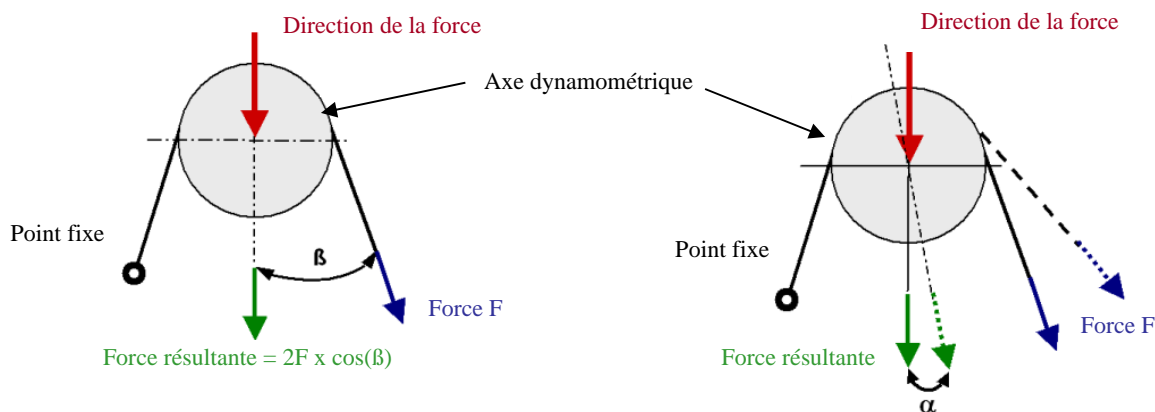 Direction de la force
Axe dynamométrique
Point fixe
ß
Force F
Force résultante = 2F x cos(ß)
Direction de la force
Point fixe
Force F
Force résultante
α